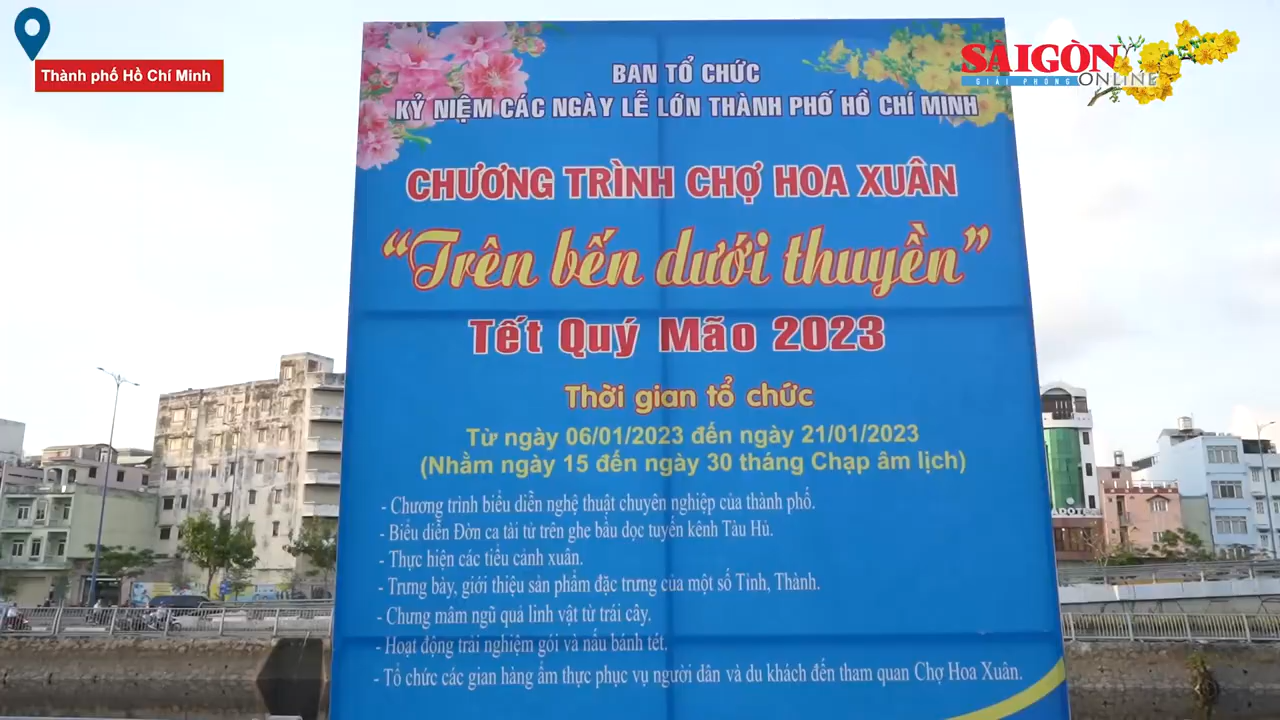 Thành phố Hồ Chí Minh
SÀIGÒN
GIẢI PHÓNG
ONLINE
BAN TỔ CHỨC
KỶ NIỆM CÁC NGÀY LỄ LỚN THÀNH PHỐ HỒ CHÍ MINH
CHƯƠNG TRÌNH CHỢ HOA XUÂN
“Trên bến dưới thuyền”
Tết Quý Mão 2023
Thời gian tổ chức
Từ ngày 06/01/2023 đến ngày 21/01/2023
(Nhằm ngày 15 đến ngày 30 tháng Chạp âm lịch)
- Chương trình biểu diễn nghệ thuật chuyên nghiệp của thành phố.
- Biểu diễn Đờn ca tài tử trên ghe bầu dọc tuyến kênh Tàu Hủ.
- Thực hiện các tiểu cảnh xuân.
- Trưng bày, giới thiệu sản phẩm đặc trưng của một số Tỉnh, Thành.
- Chưng mâm ngũ quả linh vật từ trái cây.
- Hoạt động trải nghiệm gói và nấu bánh tét.
- Tổ chức các gian hàng ẩm thực phục vụ người dân và du khách đến tham quan Chợ Hoa Xuân.